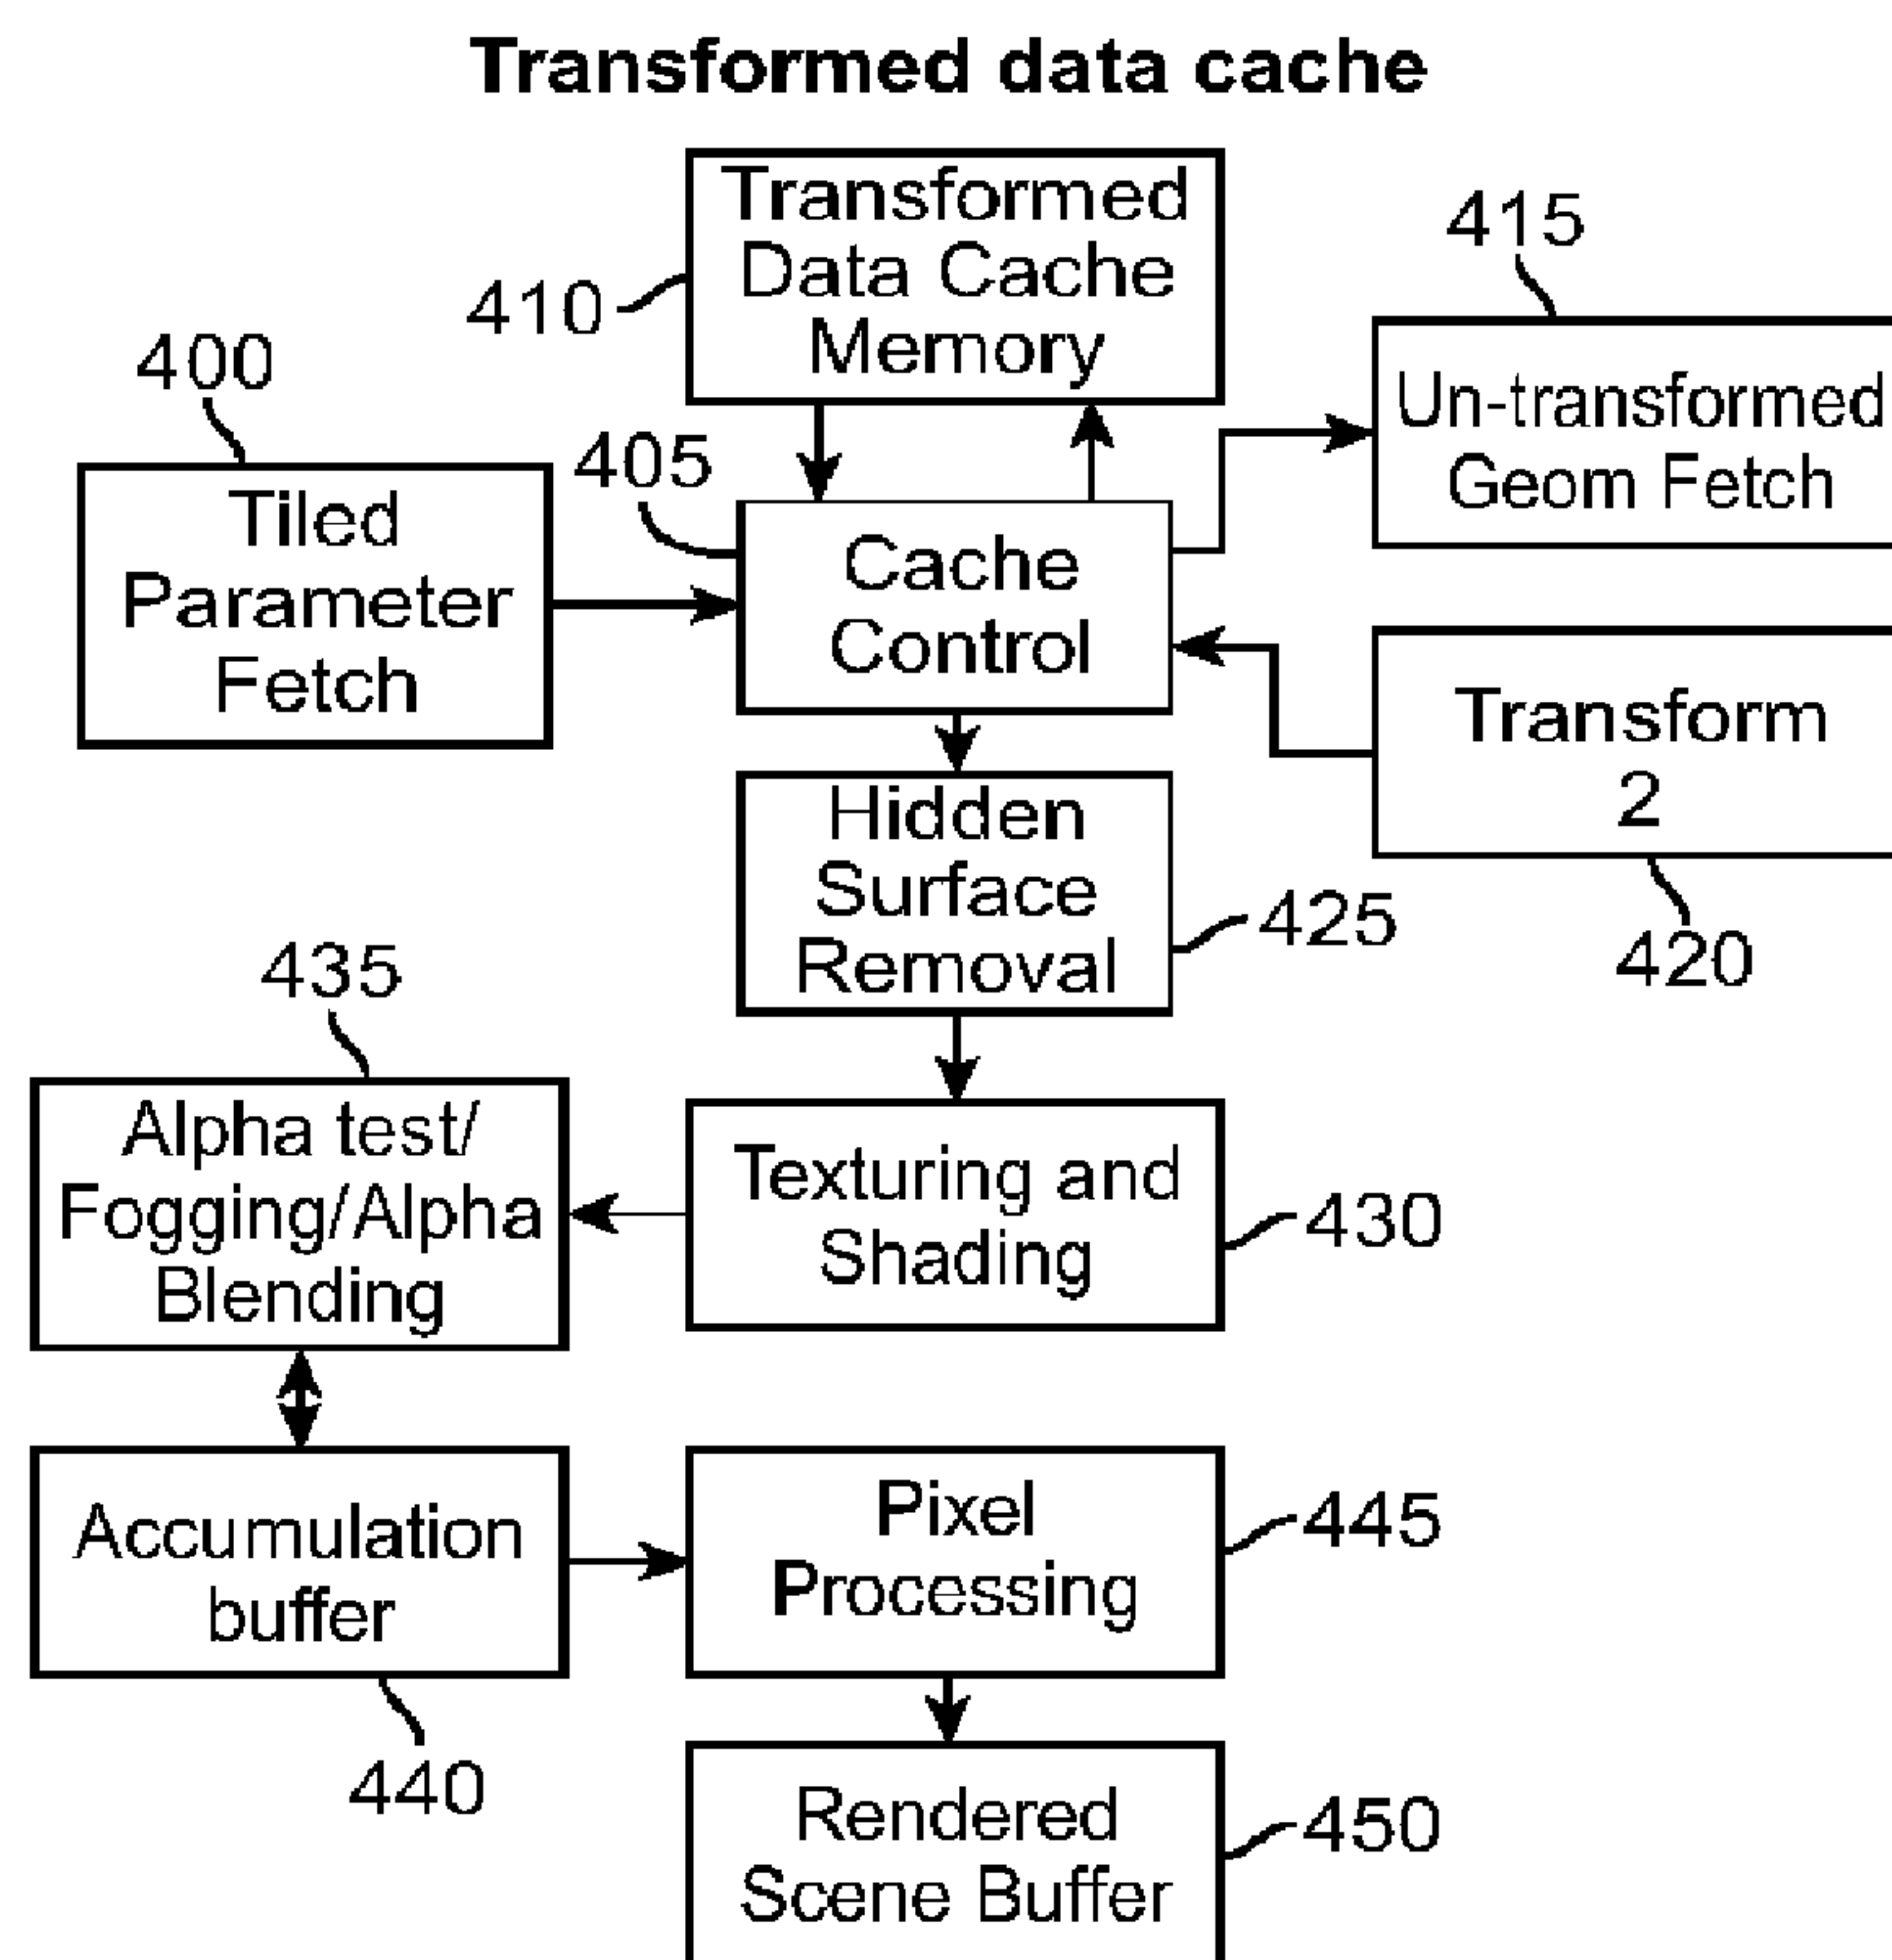 Transformed data cache
Transformed
Data Cache
Memory
410
415
400
405
Un-transformed
Geom Fetch
Tiled
Parameter
Fetch
Cache
Control
Transform
2
420
Hidden
Surface
Removal
425
435
Alpha test/
Fogging/Alpha
Blending
Texturing and
Shading
430
Accumulation
buffer
440
Pixel
Processing
445
Rendered
Scene Buffer
450